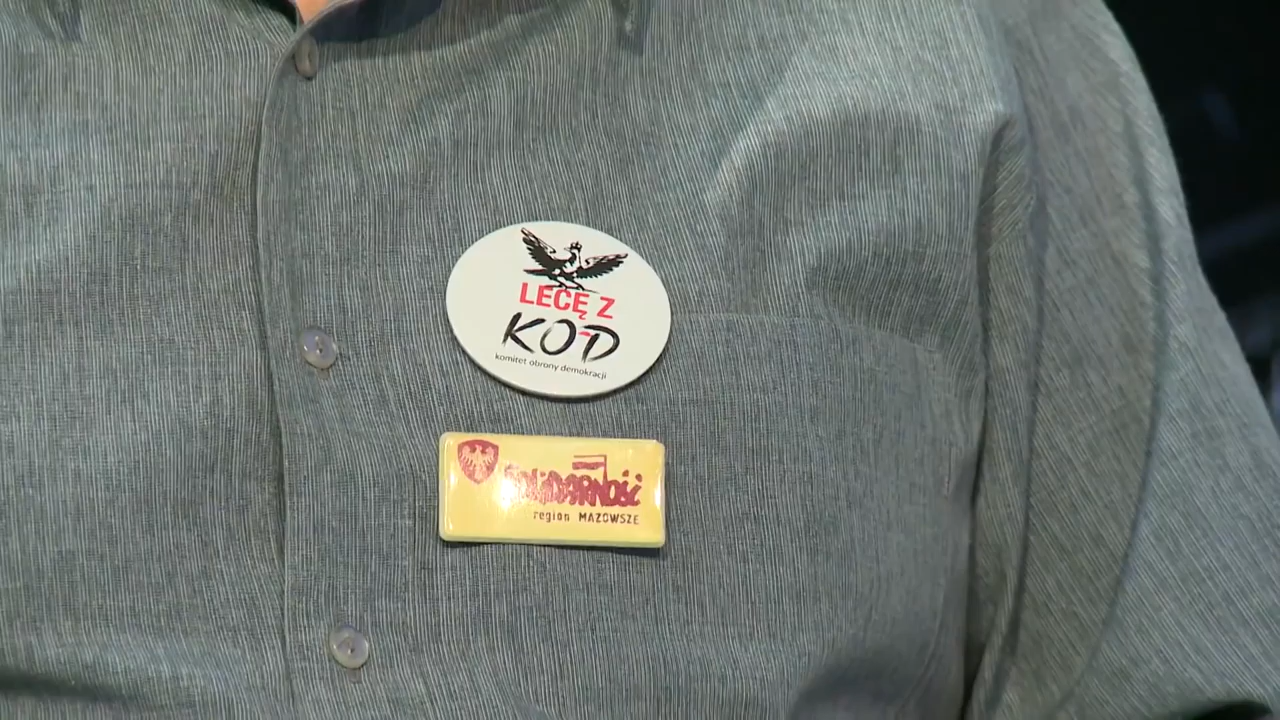 LECĘ Z
KOD
komitet obrony demokracji
SOLIDARNOŚĆ
region MAZOWSZE